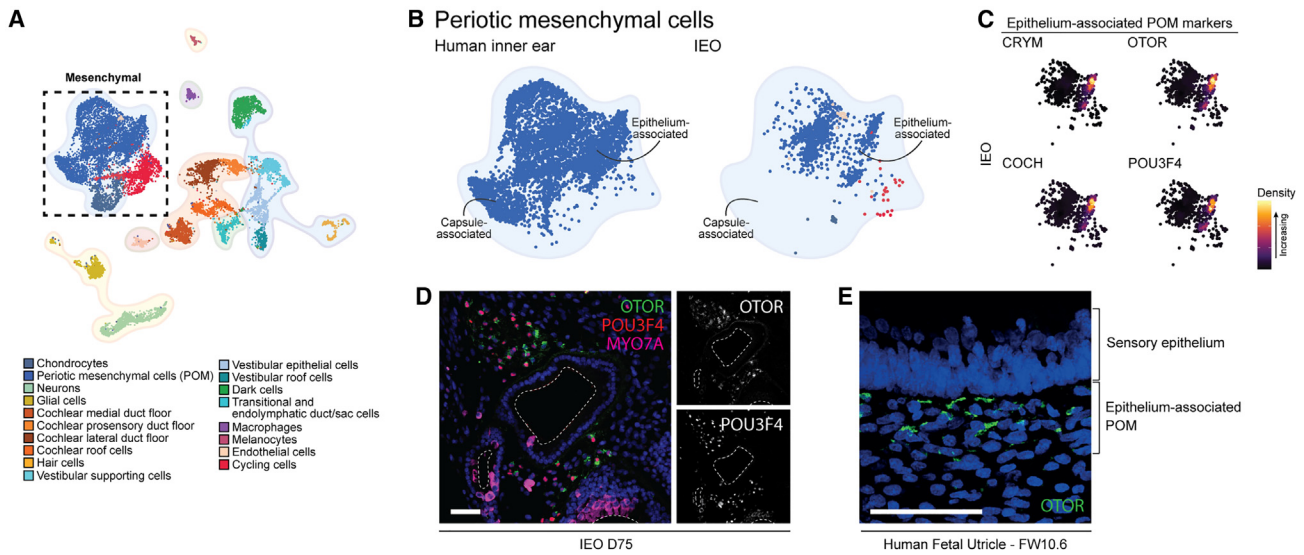 A
Mesenchymal
Chondrocytes
Periotic mesenchymal cells (POM)
Neurons
Glial cells
Cochlear medial duct floor
Cochlear prosensory duct floor
Cochlear lateral duct floor
Cochlear roof cells
Hair cells
Vestibular supporting cells
Vestibular epithelial cells
Vestibular roof cells
Dark cells
Transitional and
endolymphatic duct/sac cells
Macrophages
Melanocytes
Endothelial cells
Cycling cells
B Periotic mesenchymal cells
Human inner ear
IEO
Epithelium-
associated
Capsule-
associated
Epithelium-
associated
Capsule-
associated
C
Epithelium-associated POM markers
CRYM
OTOR
COCH
POU3F4
IEO
Density
Increasing
D
OTOR
POU3F4
MYO7A
OTOR
POU3F4
IEO D75
E
Sensory epithelium
Epithelium-associated
POM
OTOR
Human Fetal Utricle - FW10.6